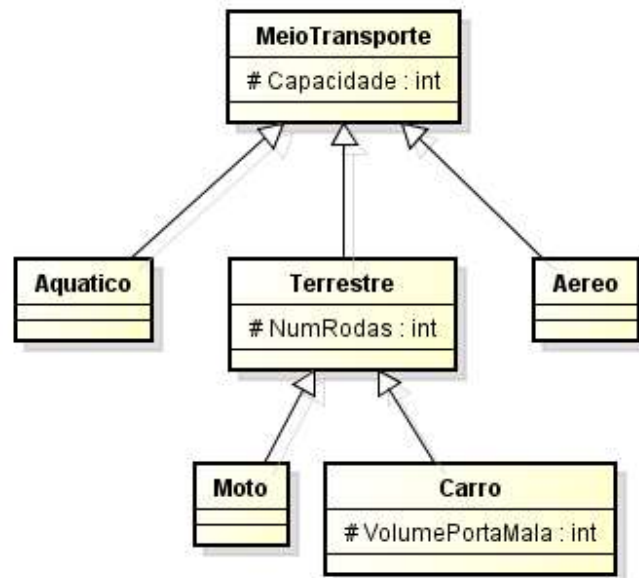 MeioTransporte
# Capacidade : int
Aquatico
Terrestre
Aereo
# NumRodas : int
Moto
Carro
# VolumePortaMala : int